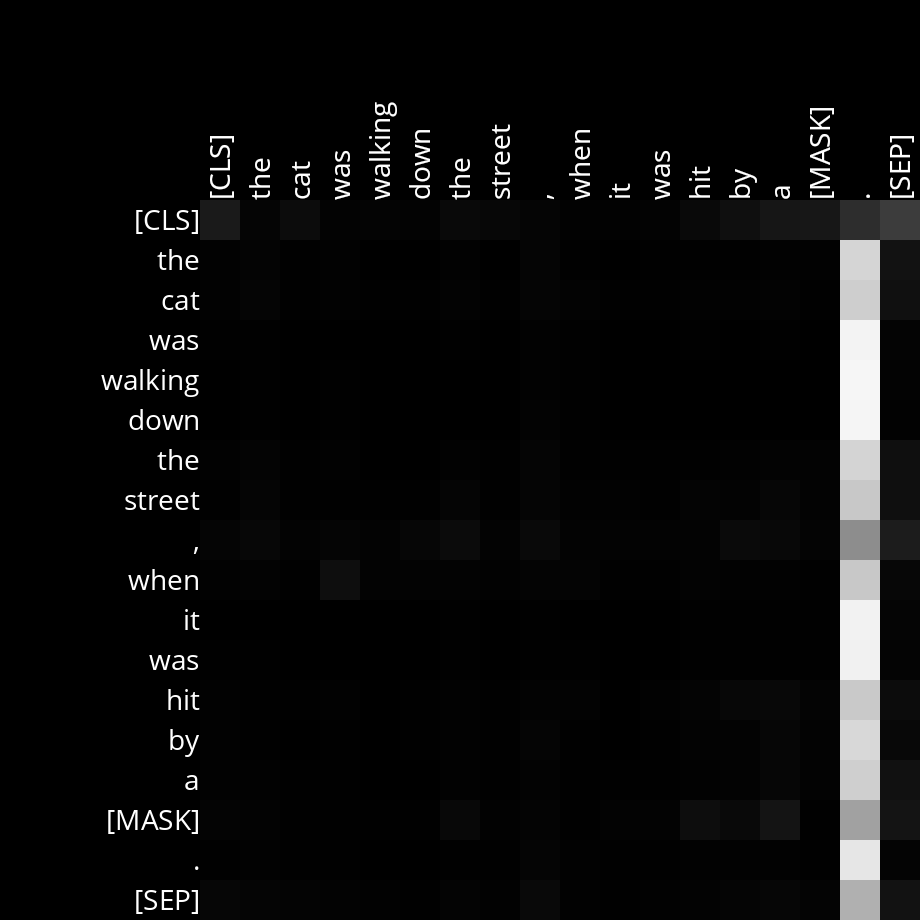 [CLS] the cat was walking down the street , when it was hit by a [MASK] . [SEP]
[CLS]
the
cat
was
walking
down
the
street
,
when
it
was
hit
by
a
[MASK]
.
[SEP]